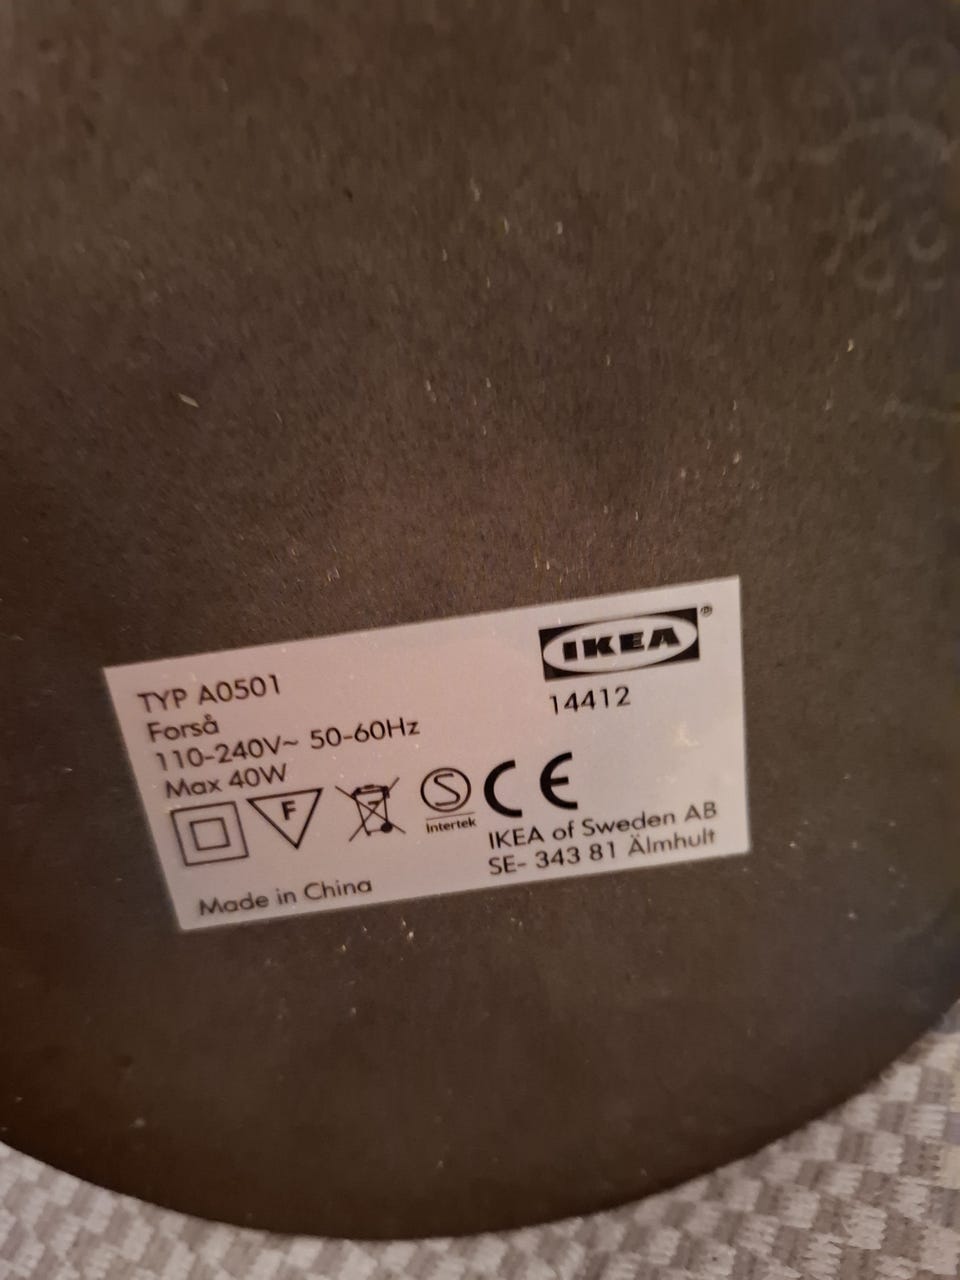 IKEA®
14412
TYP A0501
Forså
110-240V~ 50-60Hz
Max 40W
F
S
Intertek
CE
IKEA of Sweden AB
SE- 343 81 Älmhult
Made in China